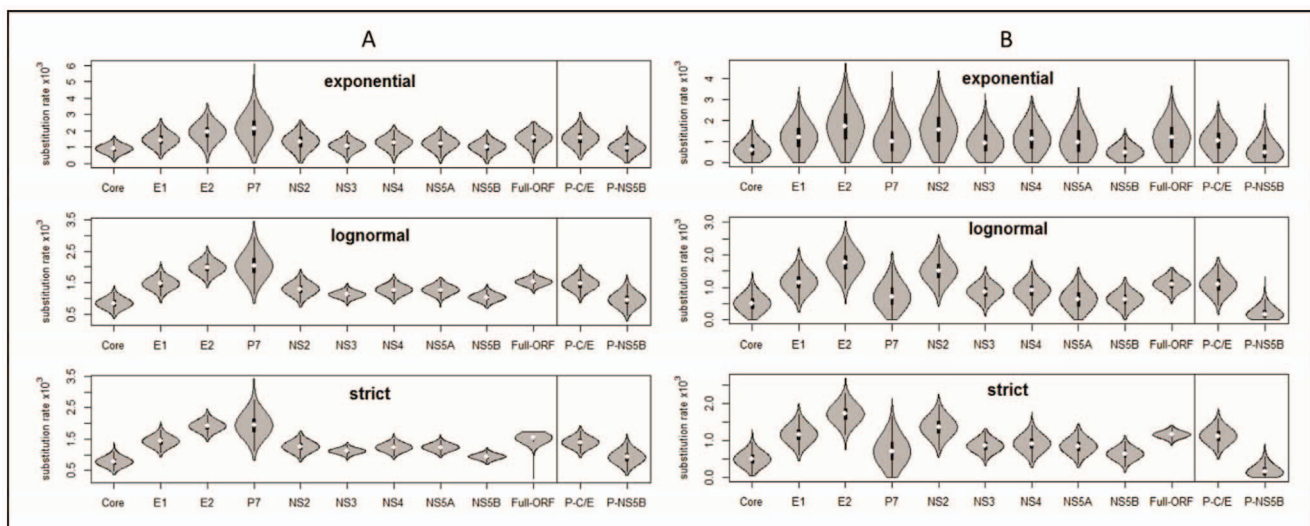 A
substitution rate x10³
6
5
4
3
2
1
0
exponential
Core E1 E2 P7 NS2 NS3 NS4 NS5A NS5B Full-ORF P-C/E P-NS5B
substitution rate x10³
3.5
2.5
1.5
0.5
lognormal
Core E1 E2 P7 NS2 NS3 NS4 NS5A NS5B Full-ORF P-C/E P-NS5B
substitution rate x10³
3.5
2.5
1.5
0.5
strict
Core E1 E2 P7 NS2 NS3 NS4 NS5A NS5B Full-ORF P-C/E P-NS5B
B
substitution rate x10³
4
3
2
1
0
exponential
Core E1 E2 P7 NS2 NS3 NS4 NS5A NS5B Full-ORF P-C/E P-NS5B
substitution rate x10³
3.0
2.0
1.0
0.0
lognormal
Core E1 E2 P7 NS2 NS3 NS4 NS5A NS5B Full-ORF P-C/E P-NS5B
substitution rate x10³
2.0
1.0
0.0
strict
Core E1 E2 P7 NS2 NS3 NS4 NS5A NS5B Full-ORF P-C/E P-NS5B